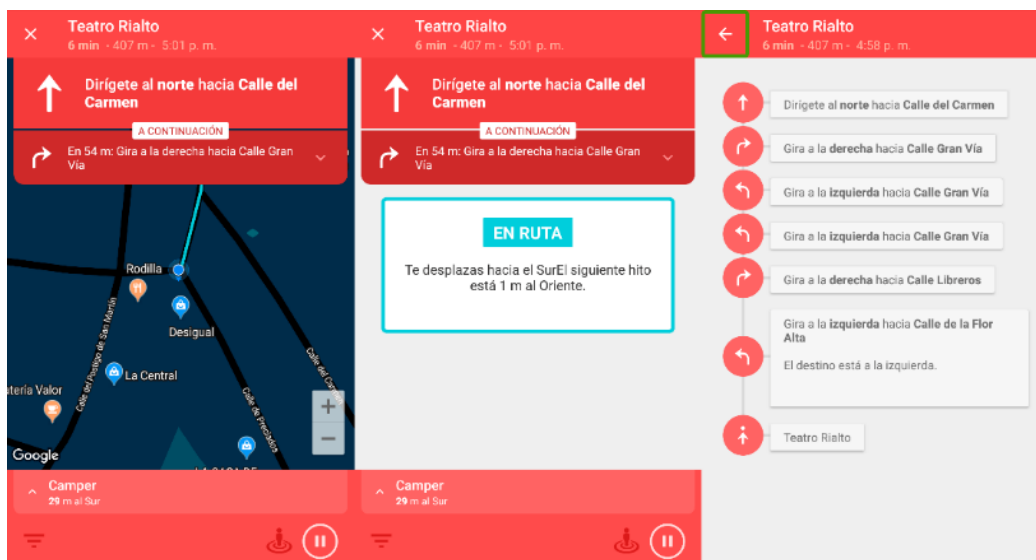 Teatro Rialto
6 min - 407 m - 5:01 p. m.
Dirígete al norte hacia Calle del
Carmen
A CONTINUACIÓN
En 54 m: Gira a la derecha hacia Calle Gran
Vía
Rodilla
Desigual
Calle del Postigo de San Martín
La Central
atería Valor
Calle del Carmen
Calle de Preciados
+
−
Google
Camper
29 m al Sur
Teatro Rialto
6 min - 407 m - 5:01 p. m.
Dirígete al norte hacia Calle del
Carmen
A CONTINUACIÓN
En 54 m: Gira a la derecha hacia Calle Gran
Vía
EN RUTA
Te desplazas hacia el SurEl siguiente hito
está 1 m al Oriente.
Camper
29 m al Sur
Teatro Rialto
6 min - 407 m - 4:58 p. m.
Dirígete al norte hacia Calle del Carmen
Gira a la derecha hacia Calle Gran Vía
Gira a la izquierda hacia Calle Gran Vía
Gira a la izquierda hacia Calle Gran Vía
Gira a la derecha hacia Calle Libreros
Gira a la izquierda hacia Calle de la Flor
Alta
El destino está a la izquierda.
Teatro Rialto